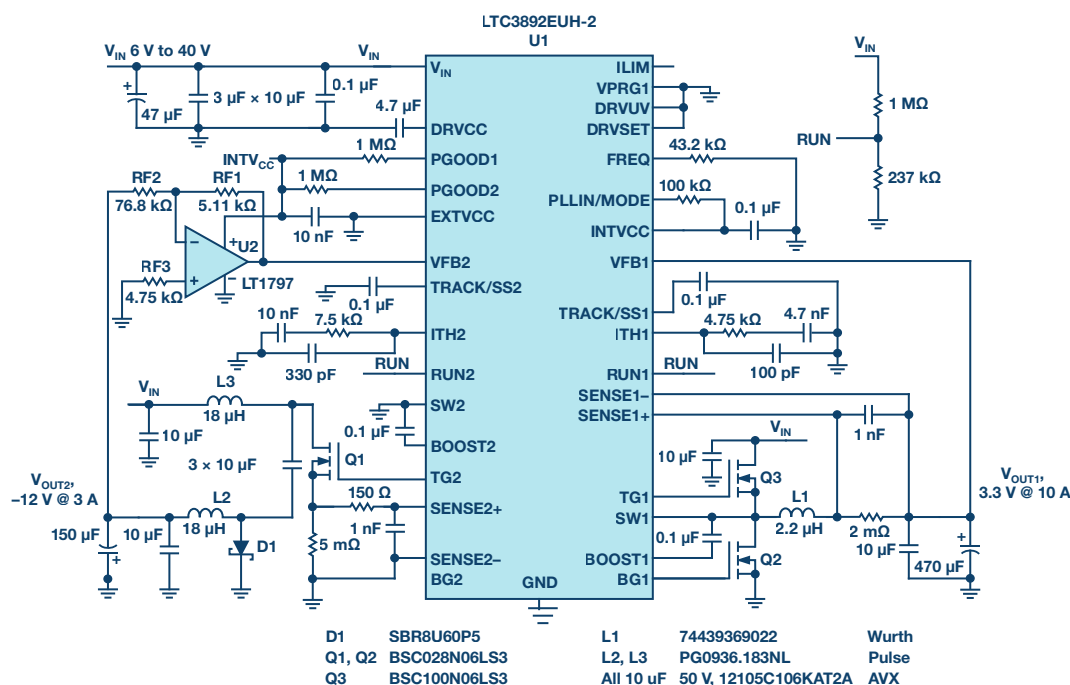 LTC3892EUH-2
U1
V_IN 6 V to 40 V
V_IN
+
47 µF
3 µF × 10 µF
0.1 µF
4.7 µF
INTV_CC
1 MΩ
1 MΩ
10 nF
RF2
76.8 kΩ
RF1
5.11 kΩ
−
+
+
−
U2
LT1797
RF3
4.75 kΩ
0.1 µF
10 nF
7.5 kΩ
330 pF
RUN
V_IN
L3
18 µH
10 µF
0.1 µF
3 × 10 µF
Q1
V_OUT2,
−12 V @ 3 A
L2
18 µH
150 Ω
1 nF
150 µF
+
10 µF
D1
5 mΩ
V_IN
DRVCC
PGOOD1
PGOOD2
EXTVCC
VFB2
TRACK/SS2
ITH2
RUN2
SW2
BOOST2
TG2
SENSE2+
SENSE2−
BG2
GND
ILIM
VPRG1
DRVUV
DRVSET
FREQ
PLLIN/MODE
INTVCC
VFB1
TRACK/SS1
ITH1
RUN1
SENSE1−
SENSE1+
TG1
SW1
BOOST1
BG1
V_IN
1 MΩ
RUN
237 kΩ
43.2 kΩ
100 kΩ
0.1 µF
0.1 µF
4.75 kΩ
4.7 nF
100 pF
RUN
1 nF
V_IN
10 µF
Q3
V_OUT1,
3.3 V @ 10 A
L1
2.2 µH
2 mΩ
0.1 µF
Q2
10 µF
+
470 µF
D1 SBR8U60P5 L1 74439369022 Wurth
Q1, Q2 BSC028N06LS3 L2, L3 PG0936.183NL Pulse
Q3 BSC100N06LS3 All 10 uF 50 V, 12105C106KAT2A AVX